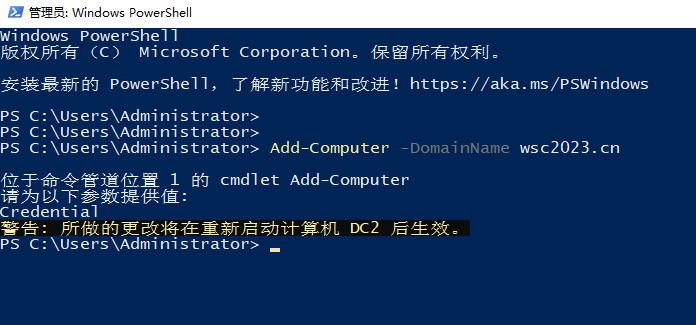 管理员: Windows PowerShell
Windows PowerShell
版权所有 (C) Microsoft Corporation。保留所有权利。
安装最新的 PowerShell，了解新功能和改进！https://aka.ms/PSWindows
PS C:\Users\Administrator>
PS C:\Users\Administrator>
PS C:\Users\Administrator> Add-Computer -DomainName wsc2023.cn
位于命令管道位置 1 的 cmdlet Add-Computer
请为以下参数提供值:
Credential
警告: 所做的更改将在重新启动计算机 DC2 后生效。
PS C:\Users\Administrator>